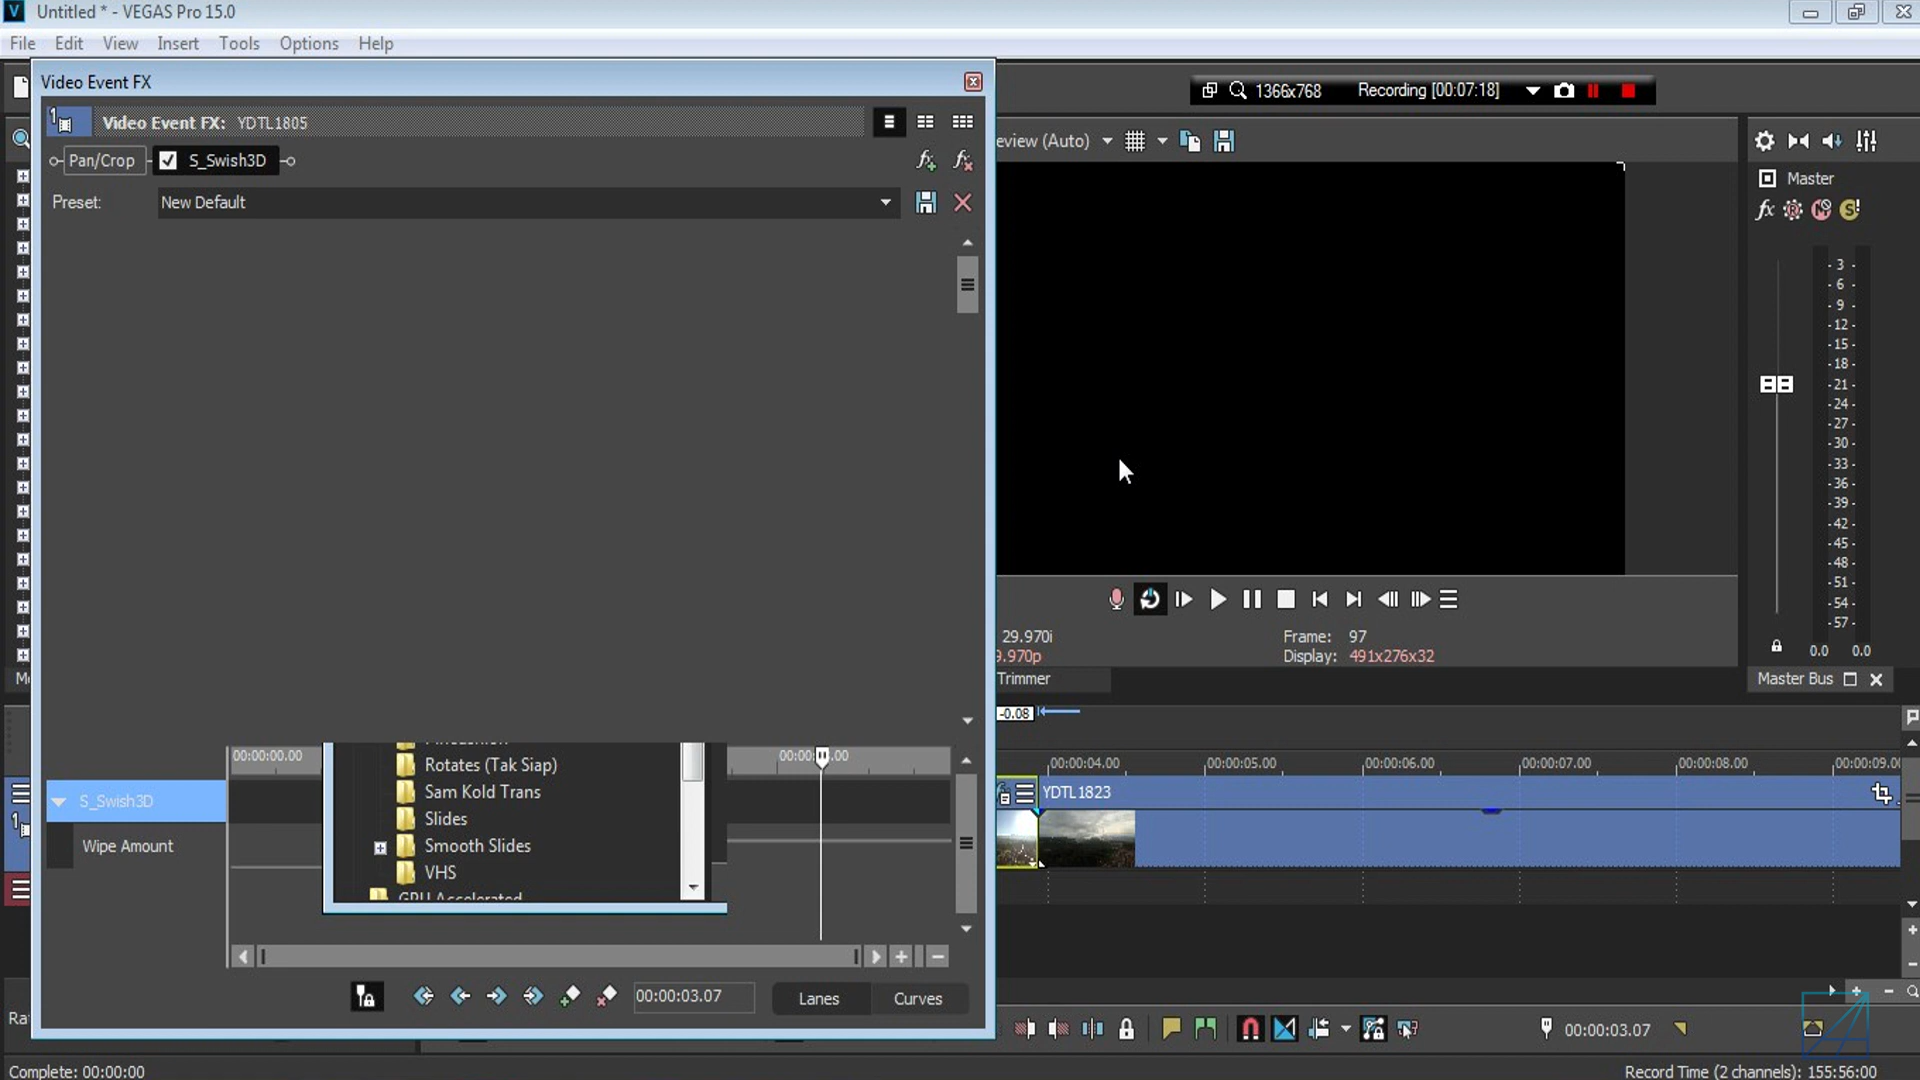 Untitled * - VEGAS Pro 15.0
File Edit View Insert Tools Options Help
Video Event FX
1366x768 Recording [00:07:18]
Video Event FX: YDTL1805
Pan/Crop S_Swish3D
eview (Auto)
Master
Preset: New Default
3
6
9
12
15
18
21
24
27
30
33
36
39
42
45
48
51
54
57
29.970i
Frame: 97
9.970p
Display: 491x276x32
0.0 0.0
Trimmer
Master Bus
-0.08
00:00:00.00
00:00:04.00 00:00:05.00 00:00:06.00 00:00:07.00 00:00:08.00 00:00:09.00
Rotates (Tak Siap)
Sam Kold Trans
Slides
Smooth Slides
VHS
GPU Accelerated
S_Swish3D
Wipe Amount
YDTL1823
00:00:03.07 Lanes Curves
00:00:03.07
Ra
Complete: 00:00:00
Record Time (2 channels): 155:56:00